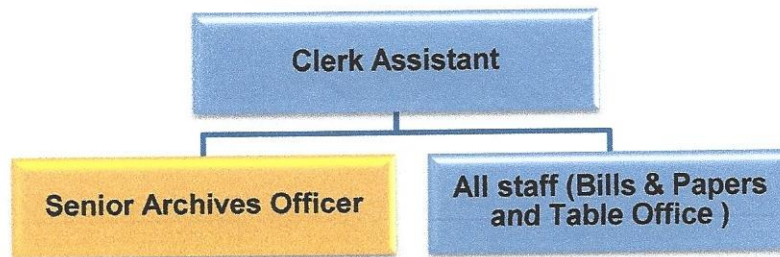 Clerk Assistant
Senior Archives Officer
All staff (Bills & Papers
and Table Office )